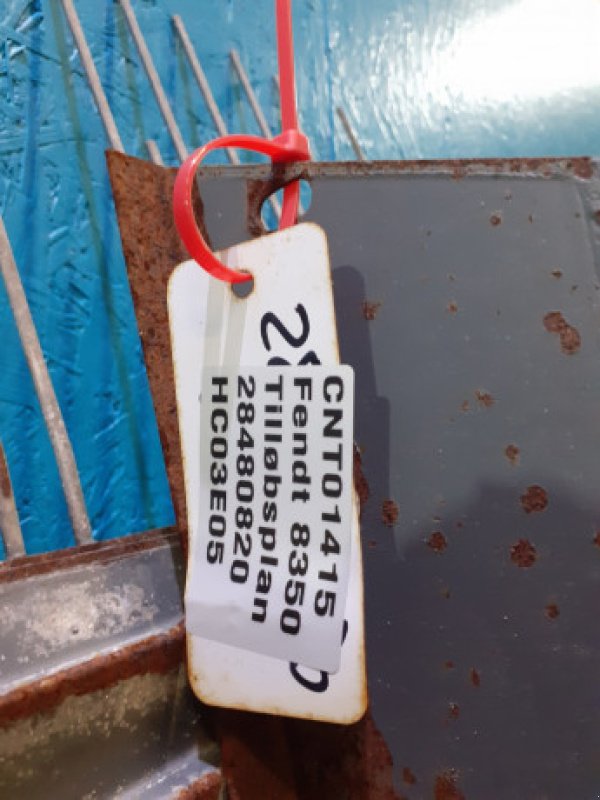 CNT01415
Fendt 8350
Tilløbsplan
28480820
HC03E05